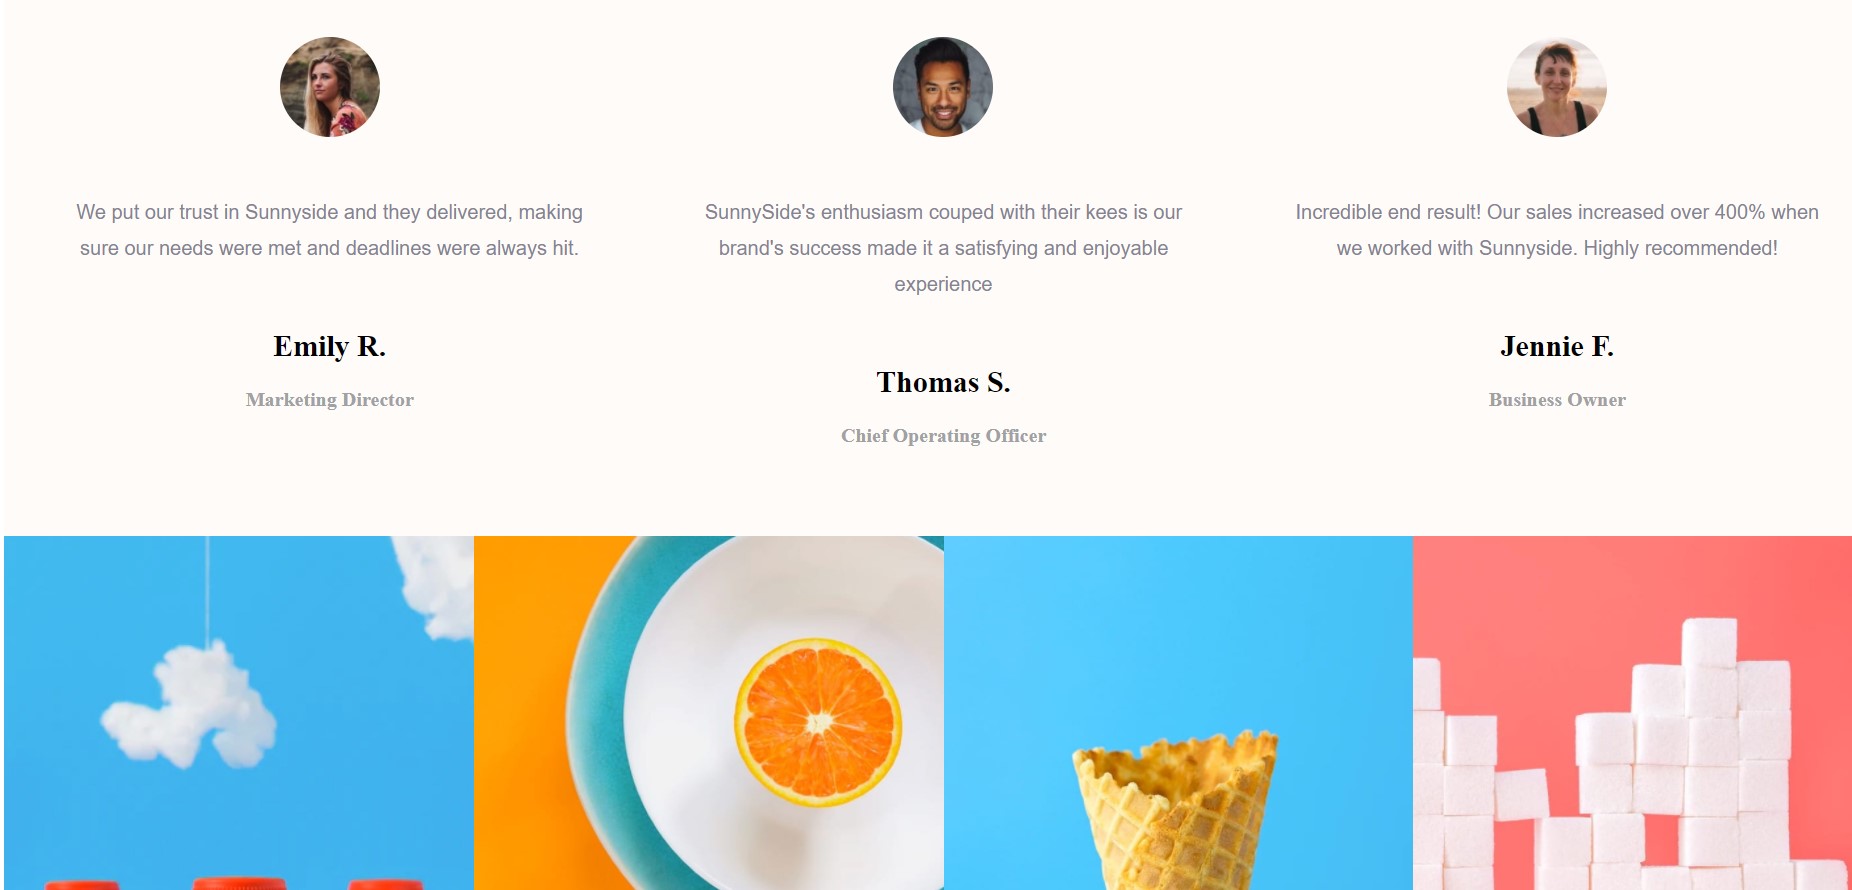 We put our trust in Sunnyside and they delivered, making
sure our needs were met and deadlines were always hit.
Emily R.
Marketing Director
SunnySide's enthusiasm couped with their kees is our
brand's success made it a satisfying and enjoyable
experience
Thomas S.
Chief Operating Officer
Incredible end result! Our sales increased over 400% when
we worked with Sunnyside. Highly recommended!
Jennie F.
Business Owner